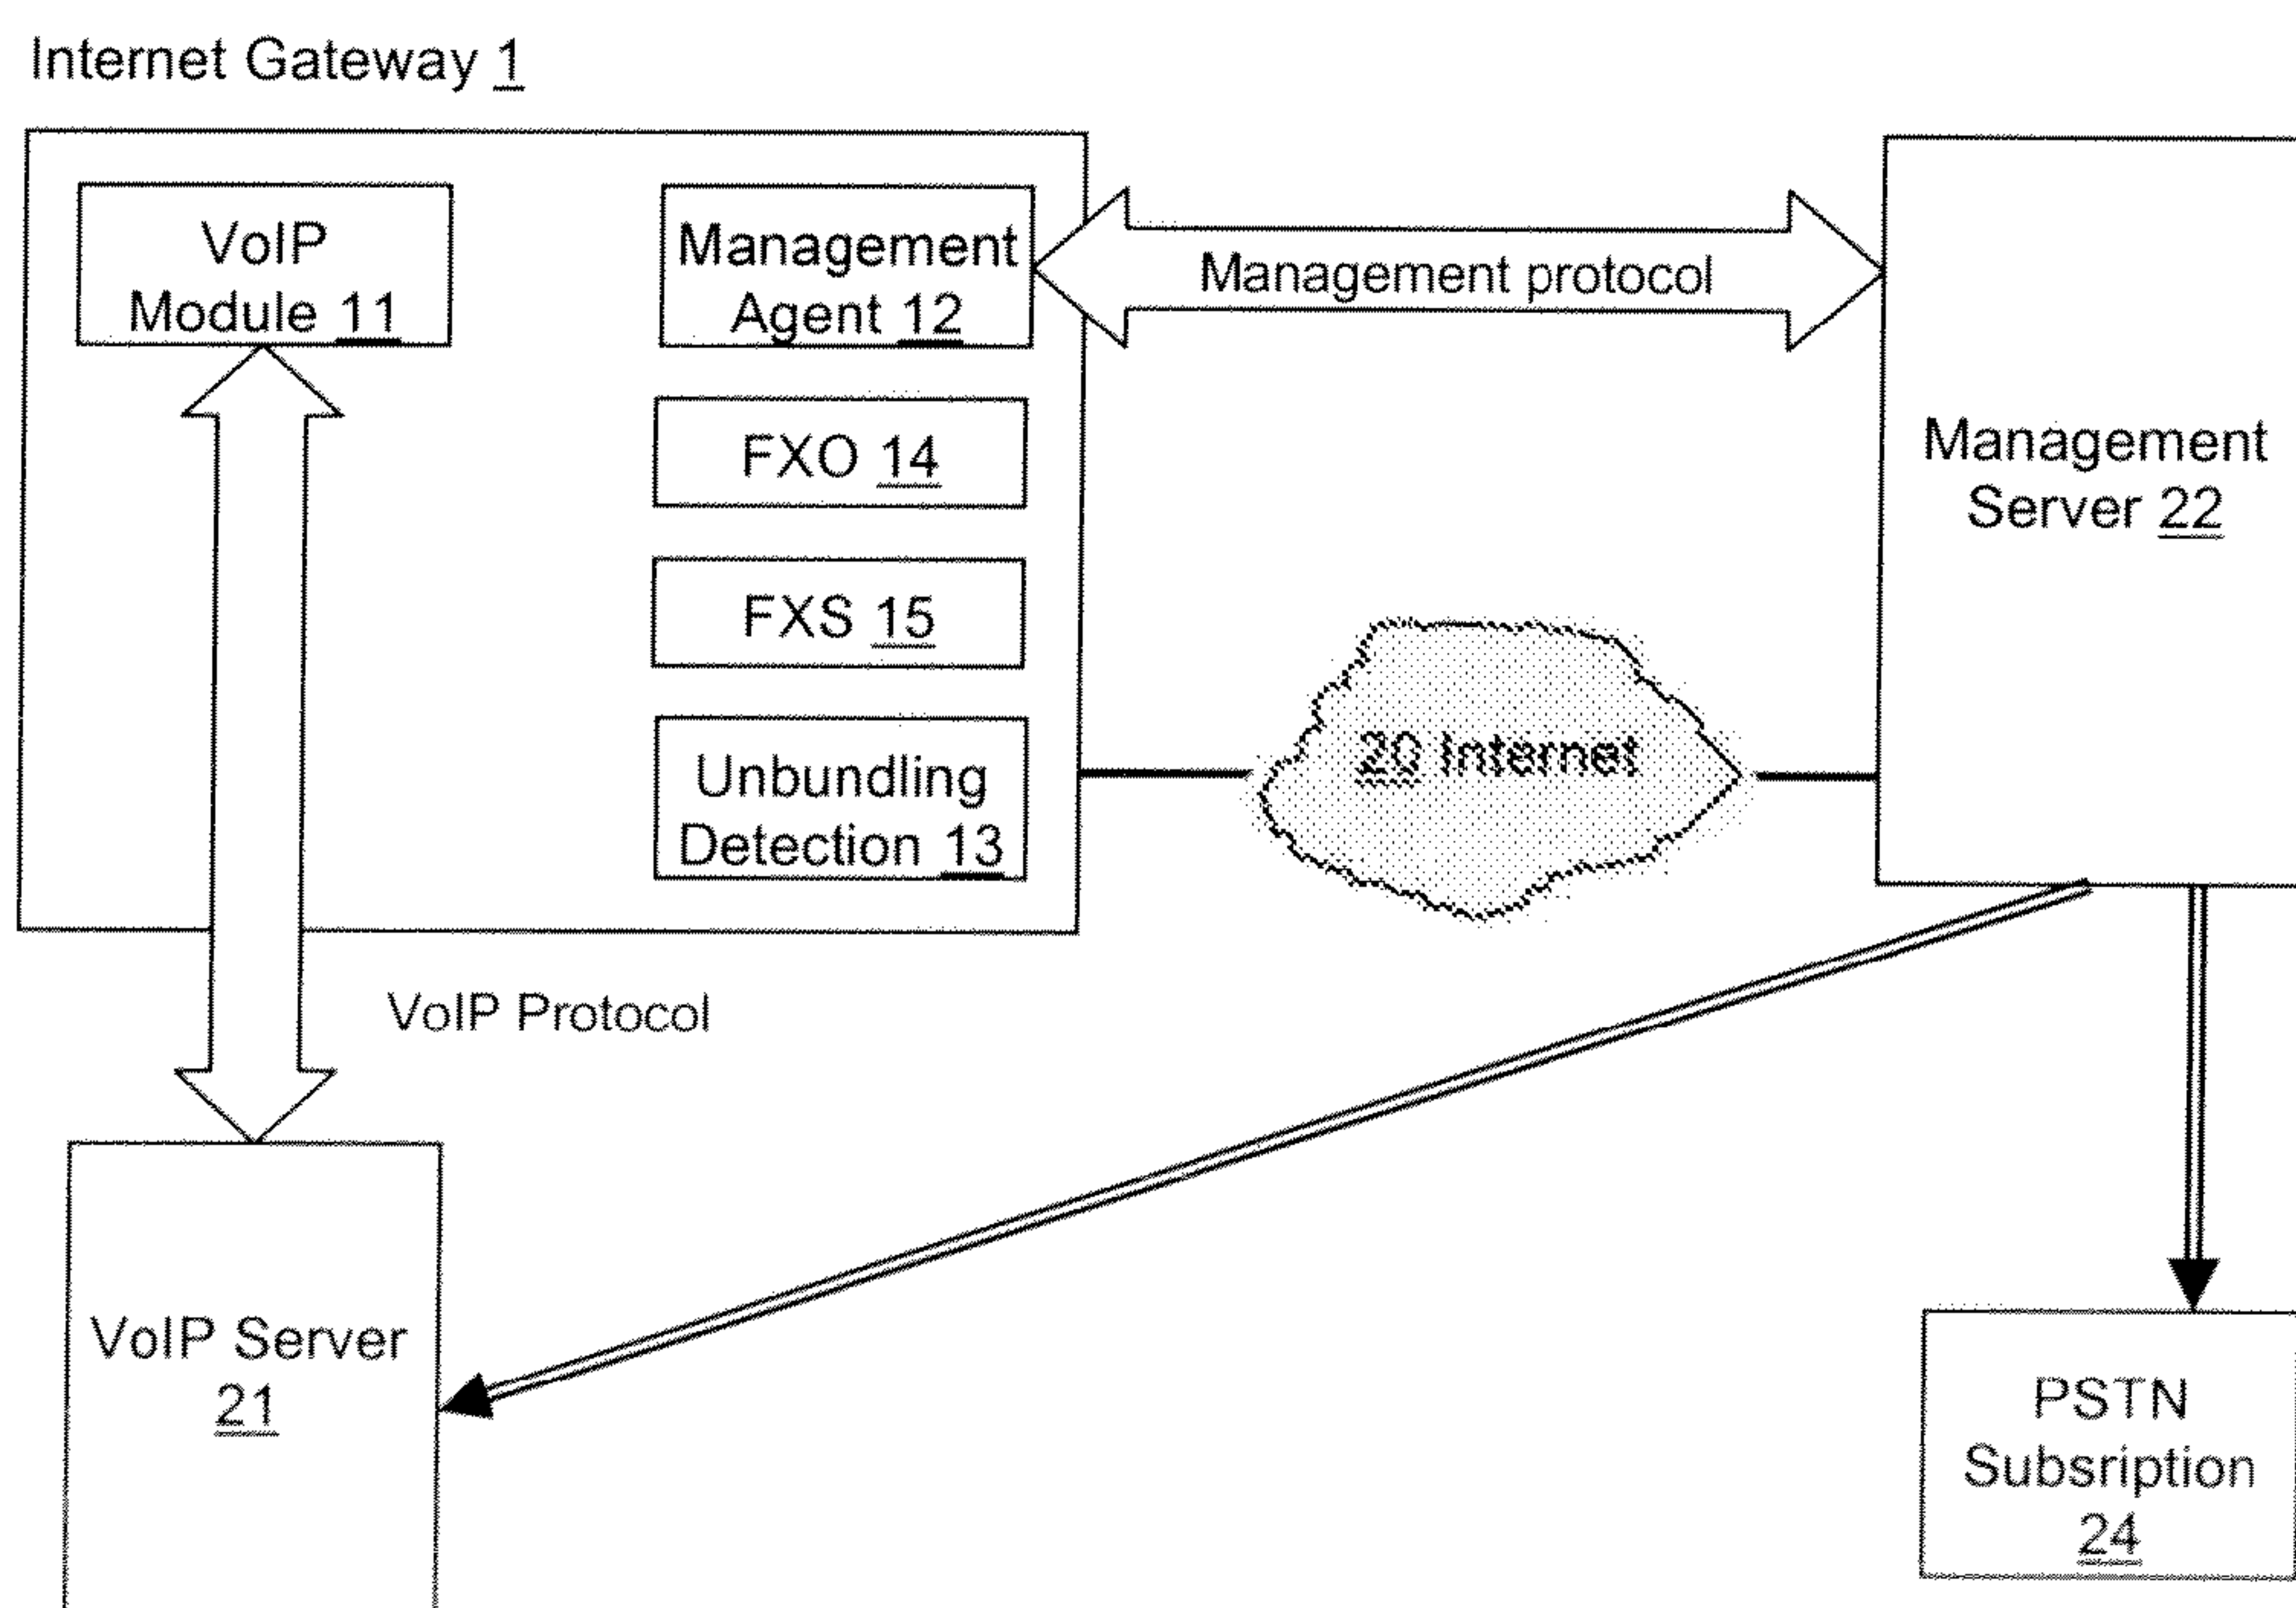 Internet Gateway 1
VoIP
Module 11
Management
Agent 12
Management protocol
FXO 14
FXS 15
Unbundling
Detection 13
Management
Server 22
20 Internet
VoIP Protocol
VoIP Server
21
PSTN
Subsription
24